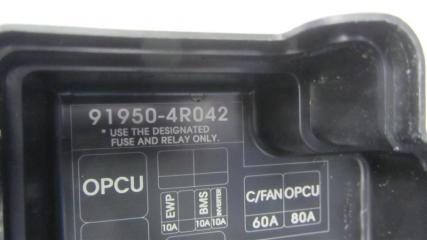 91950-4R042
* USE THE DESIGNATED
FUSE AND RELAY ONLY.
OPCU
EWP 10A
10A
BMS 10A
INVERTER 10A
C/FAN 60A
OPCU 80A